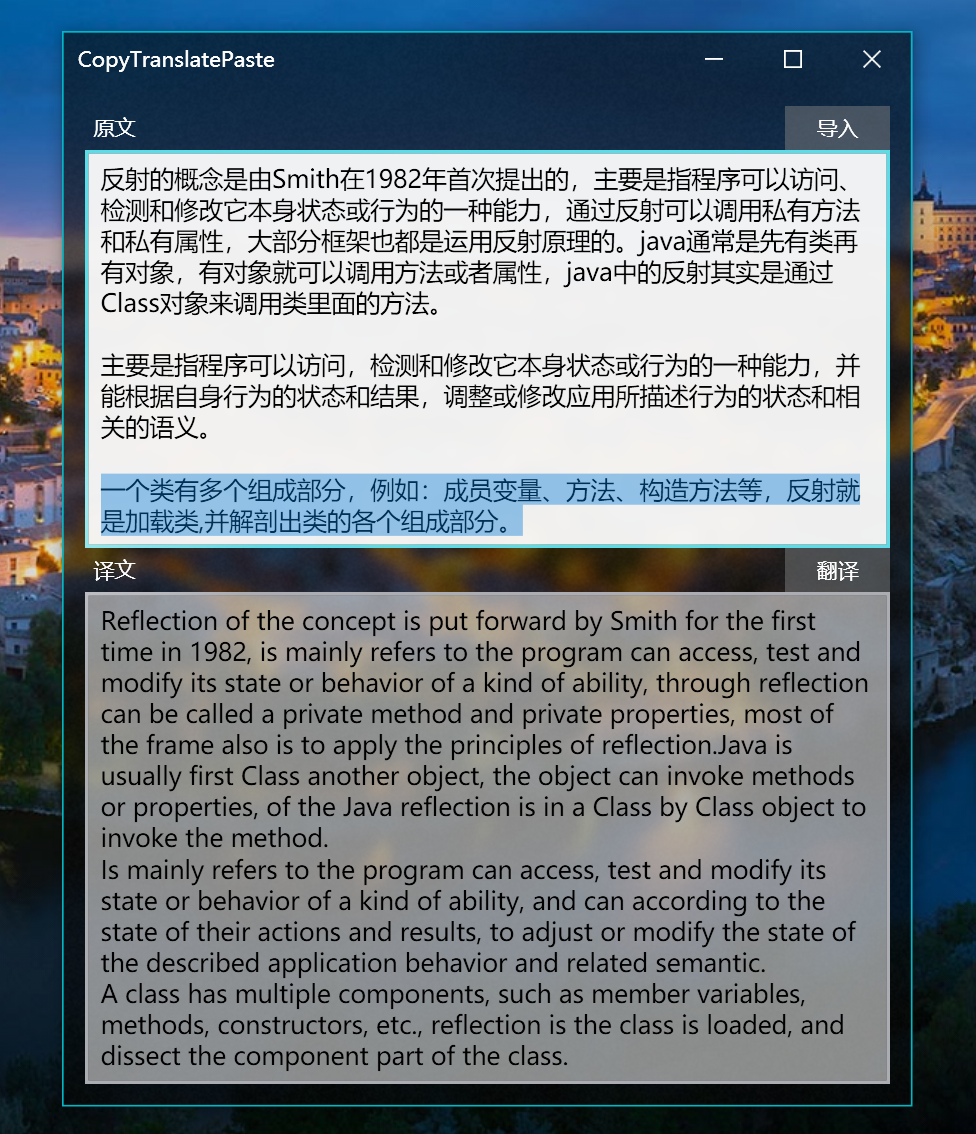 CopyTranslatePaste
原文
导入
反射的概念是由Smith在1982年首次提出的，主要是指程序可以访问、
检测和修改它本身状态或行为的一种能力，通过反射可以调用私有方法
和私有属性，大部分框架也都是运用反射原理的。java通常是先有类再
有对象，有对象就可以调用方法或者属性，java中的反射其实是通过
Class对象来调用类里面的方法。
主要是指程序可以访问，检测和修改它本身状态或行为的一种能力，并
能根据自身行为的状态和结果，调整或修改应用所描述行为的状态和相
关的语义。
一个类有多个组成部分，例如：成员变量、方法、构造方法等，反射就
是加载类,并解剖出类的各个组成部分。
译文
翻译
Reflection of the concept is put forward by Smith for the first
time in 1982, is mainly refers to the program can access, test and
modify its state or behavior of a kind of ability, through reflection
can be called a private method and private properties, most of
the frame also is to apply the principles of reflection.Java is
usually first Class another object, the object can invoke methods
or properties, of the Java reflection is in a Class by Class object to
invoke the method.
Is mainly refers to the program can access, test and modify its
state or behavior of a kind of ability, and can according to the
state of their actions and results, to adjust or modify the state of
the described application behavior and related semantic.
A class has multiple components, such as member variables,
methods, constructors, etc., reflection is the class is loaded, and
dissect the component part of the class.